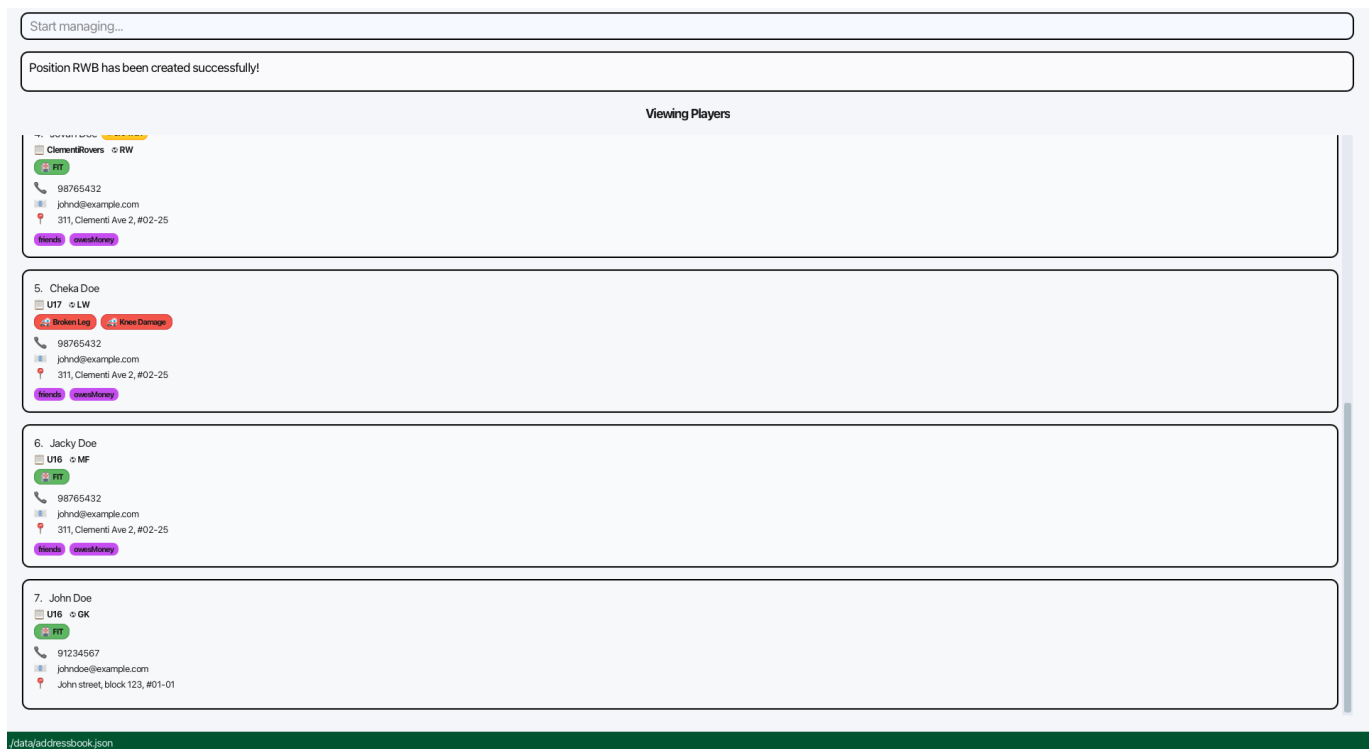 Start managing...
Position RWB has been created successfully!
Viewing Players
4. Jovan Doe
ClementiRovers RW
FIT
98765432
johnd@example.com
311, Clementi Ave 2, #02-25
friends owesMoney
5. Cheka Doe
U17 LW
Broken Leg Knee Damage
98765432
johnd@example.com
311, Clementi Ave 2, #02-25
friends owesMoney
6. Jacky Doe
U16 MF
FIT
98765432
johnd@example.com
311, Clementi Ave 2, #02-25
friends owesMoney
7. John Doe
U16 GK
FIT
91234567
johndoe@example.com
John street, block 123, #01-01
./data/addressbook.json